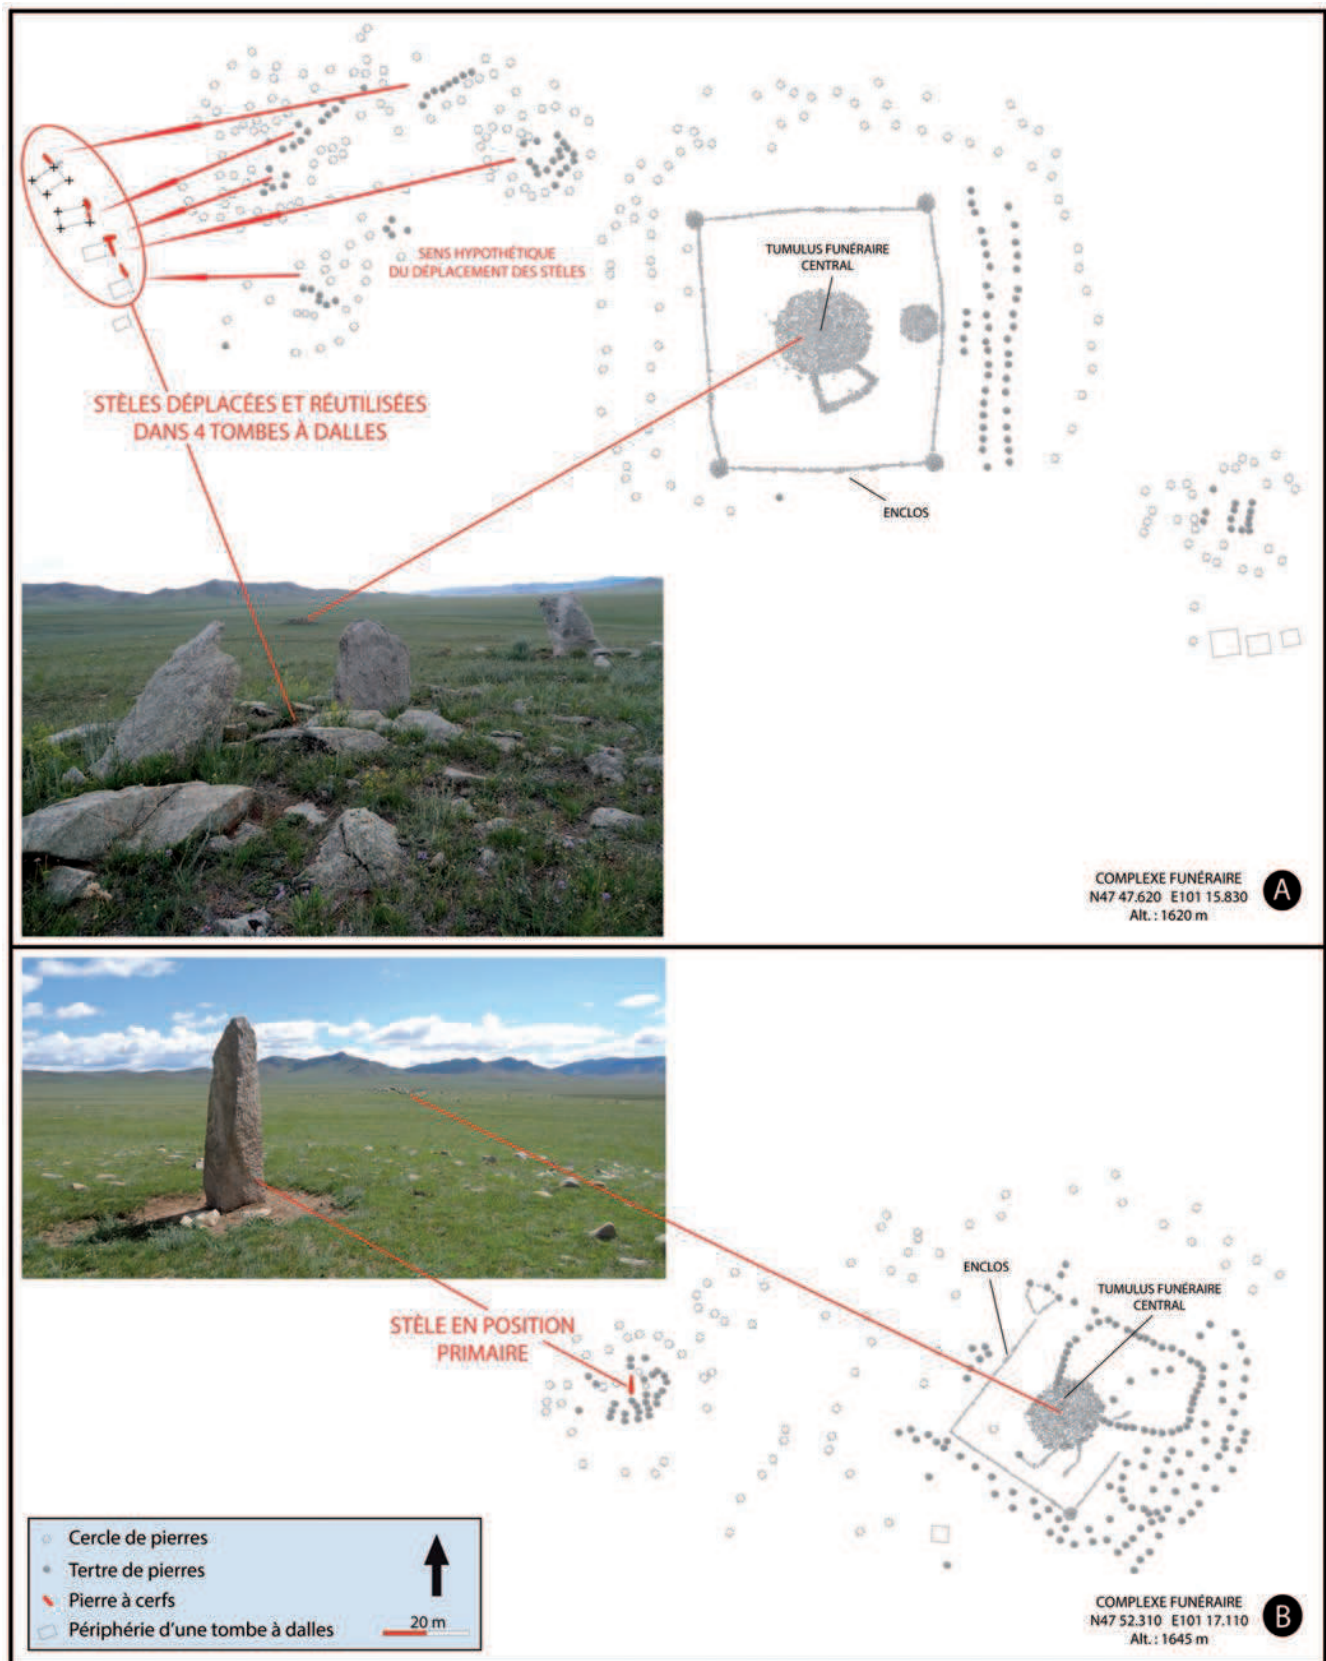 SENS HYPOTHÉTIQUE
DU DÉPLACEMENT DES STÈLES
TUMULUS FUNÉRAIRE
CENTRAL
STÈLES DÉPLACÉES ET RÉUTILISÉES
DANS 4 TOMBES À DALLES
ENCLOS
COMPLEXE FUNÉRAIRE
N47 47.620 E101 15.830
Alt. : 1620 m
A
ENCLOS
TUMULUS FUNÉRAIRE
CENTRAL
STÈLE EN POSITION
PRIMAIRE
Cercle de pierres
Tertre de pierres
Pierre à cerfs
Périphérie d'une tombe à dalles
20 m
COMPLEXE FUNÉRAIRE
N47 52.310 E101 17.110
Alt. : 1645 m
B